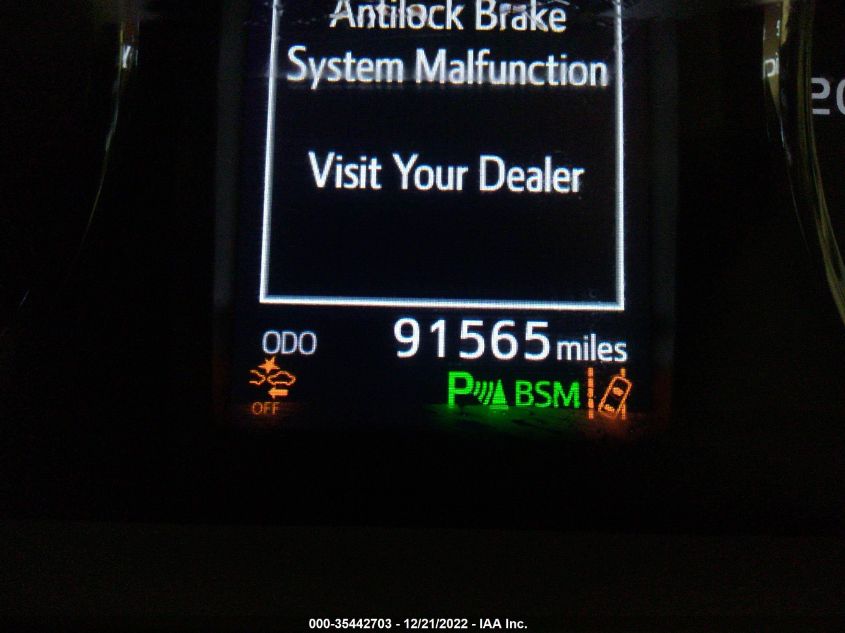 Antilock Brake
System Malfunction
Visit Your Dealer
20
ODO 91565 miles
OFF P BSM
000-35442703 - 12/21/2022 - IAA Inc.